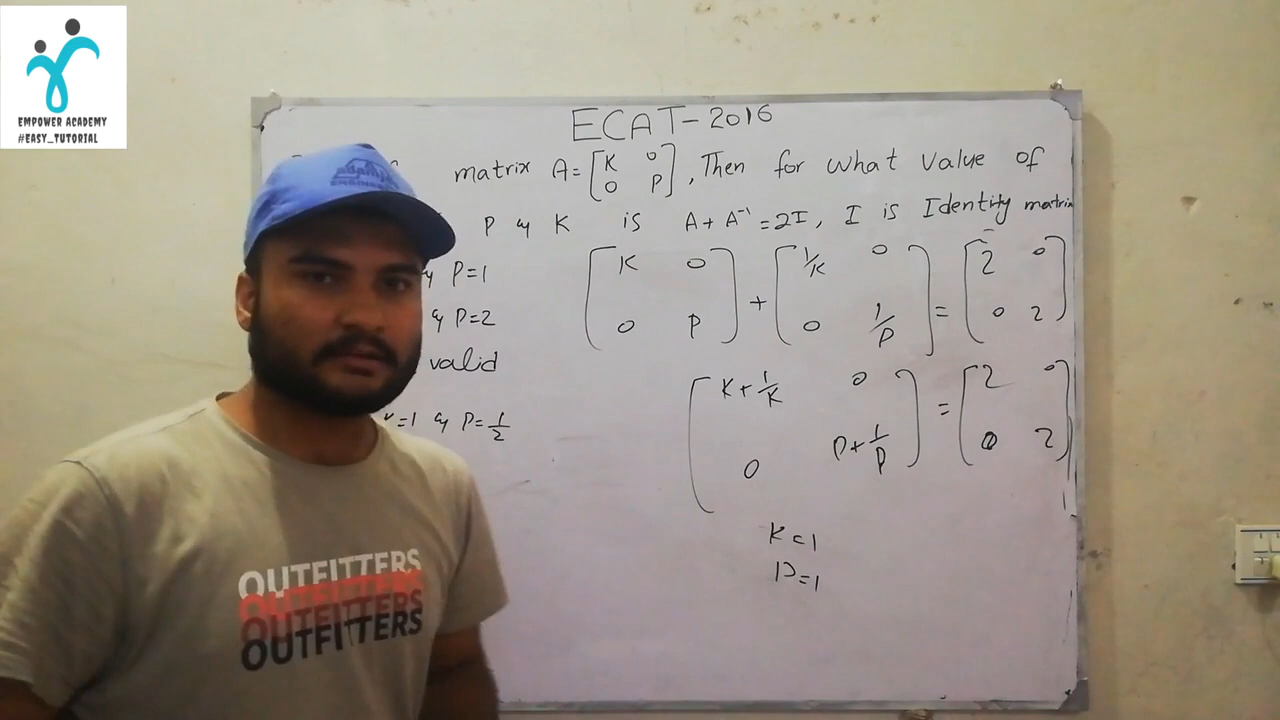 EMPOWER ACADEMY
#EASY_TUTORIAL
ECAT-2016
matrix A = [K 0
0 P], Then for what value of
P & K is A + A⁻¹ = 2I, I is Identity matrix
& P=1
& P=2
valid
=1 & P=1/2
[K 0
0 P] + [1/K 0
0 1/P] = [2 0
0 2]
[K+1/K 0
0 P+1/P] = [2 0
0 2]
K=1
P=1
OUTFITTERS
OUTFITTERS
OUTFITTERS
OUTFITTERS